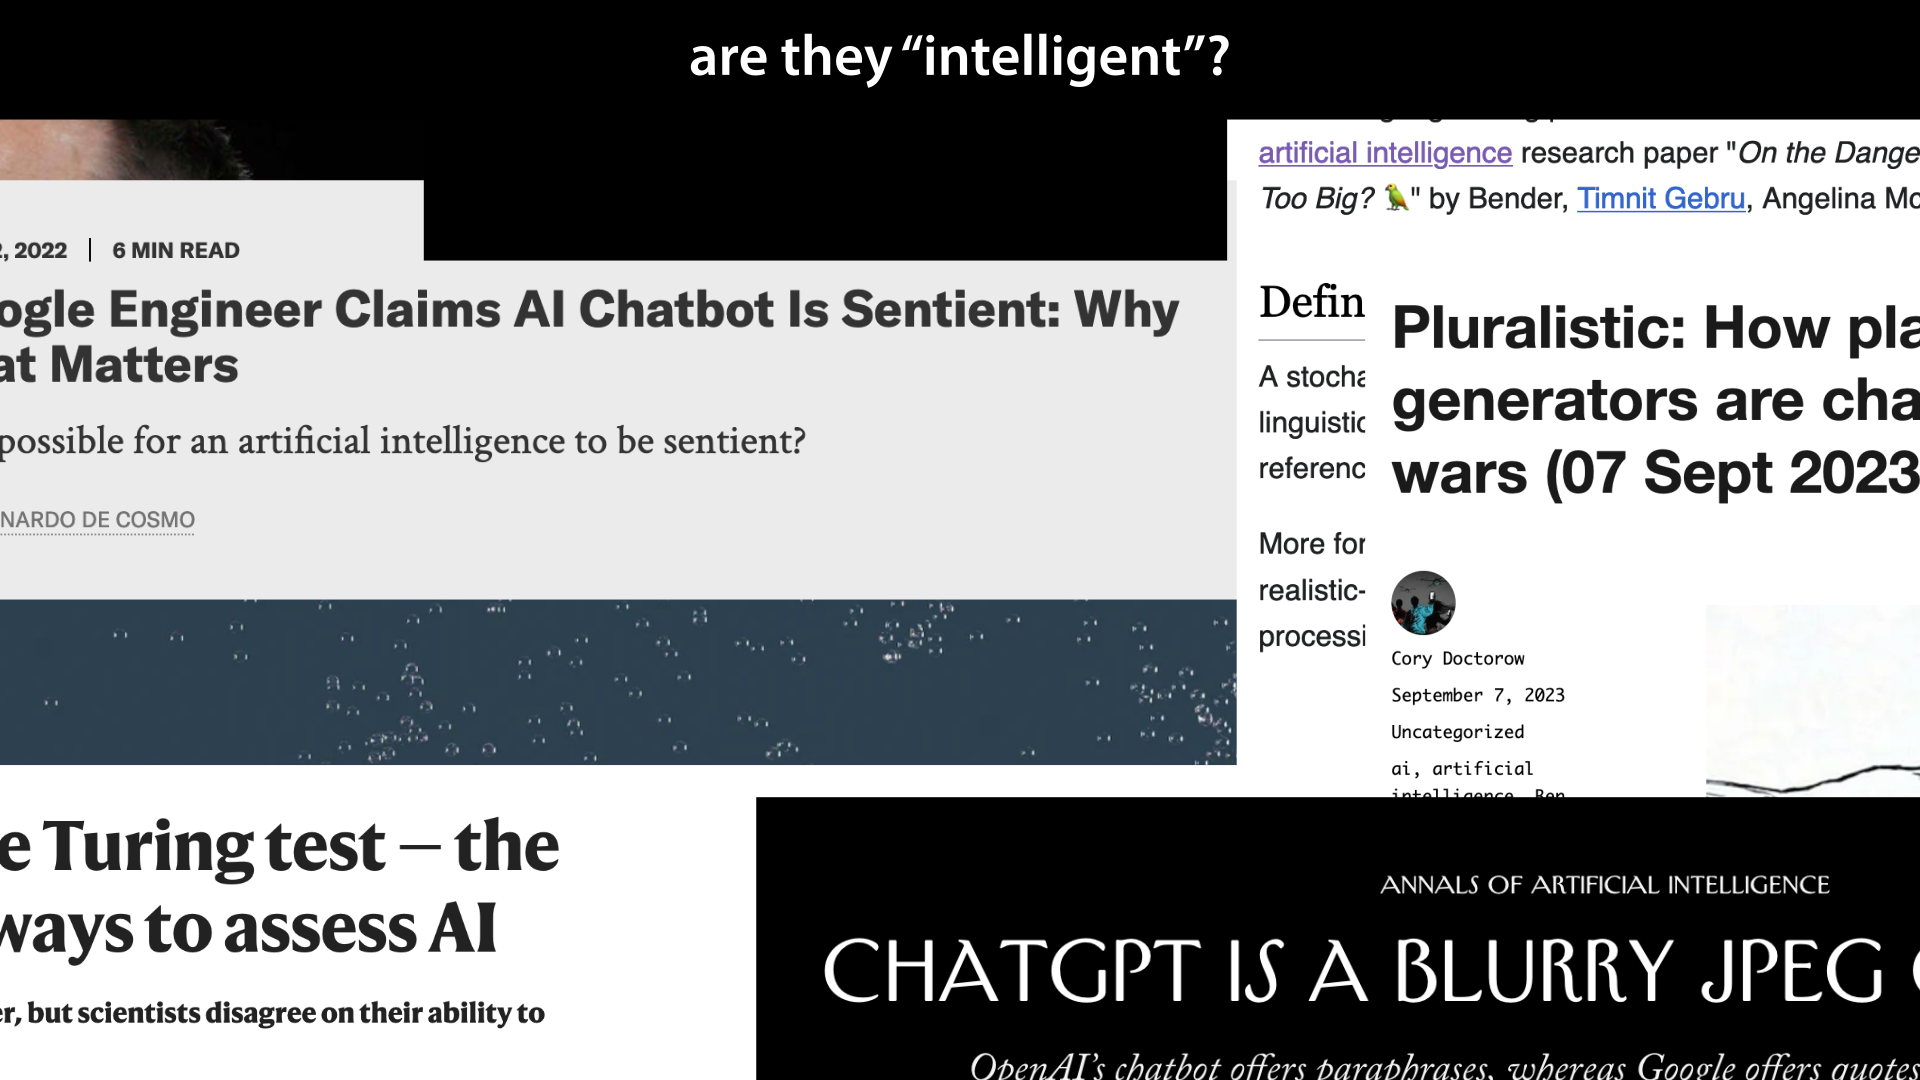 are they “intelligent”?
2, 2022 | 6 MIN READ
ogle Engineer Claims AI Chatbot Is Sentient: Why
at Matters
possible for an artificial intelligence to be sentient?
NARDO DE COSMO
artificial intelligence research paper "On the Dange
Too Big? 🦜" by Bender, Timnit Gebru, Angelina Mc
Defin
A stocha
linguistic
referenc
More for
realistic-
processi
Pluralistic: How pla
generators are cha
wars (07 Sept 2023
Cory Doctorow
September 7, 2023
Uncategorized
ai, artificial
intelligence, Ben
e Turing test — the
ways to assess AI
er, but scientists disagree on their ability to
ANNALS OF ARTIFICIAL INTELLIGENCE
CHATGPT IS A BLURRY JPEG
OpenAI’s chatbot offers paraphrases, whereas Google offers quotes